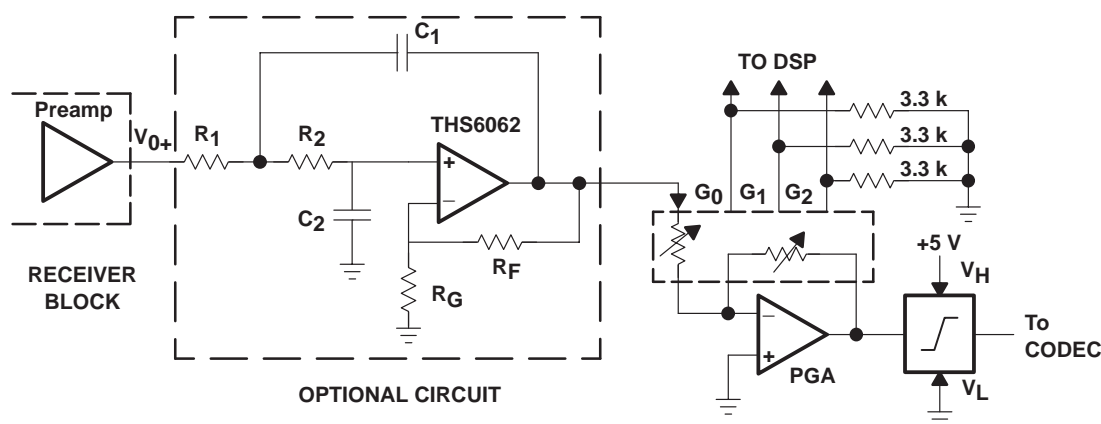 C1
TO DSP
Preamp
V0+
R1
R2
THS6062
+
−
3.3 k
3.3 k
3.3 k
C2
G0
G1
G2
RF
RG
RECEIVER
BLOCK
+5 V
VH
−
+
PGA
To
CODEC
VL
OPTIONAL CIRCUIT